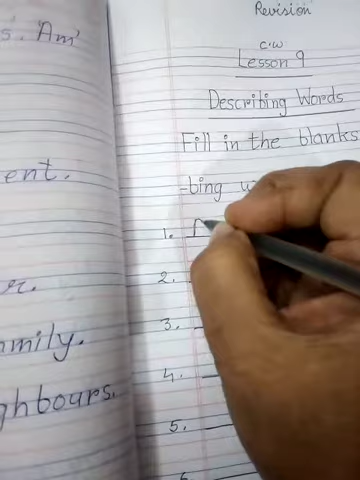 Revision
c.w
Lesson 9
Describing Words
Fill in the blanks
-bing
1.
2.
3.
4.
5.
6
s. Am
ent.
r.
mily.
ghbours.